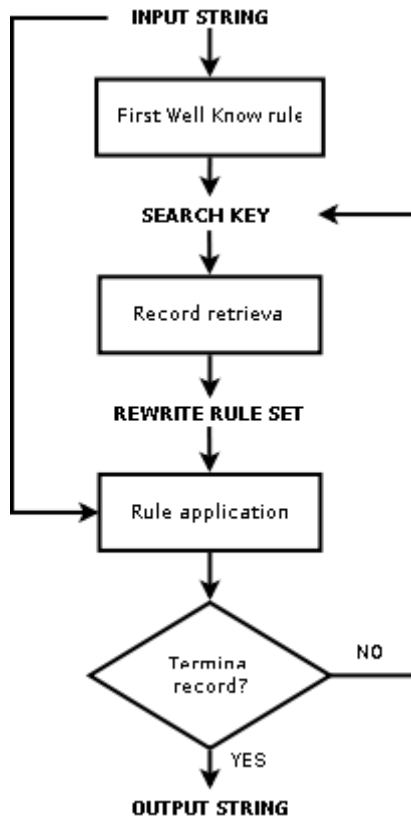 INPUT STRING
First Well Know rule
SEARCH KEY
Record retrieva
REWRITE RULE SET
Rule application
Termina
record?
NO
YES
OUTPUT STRING